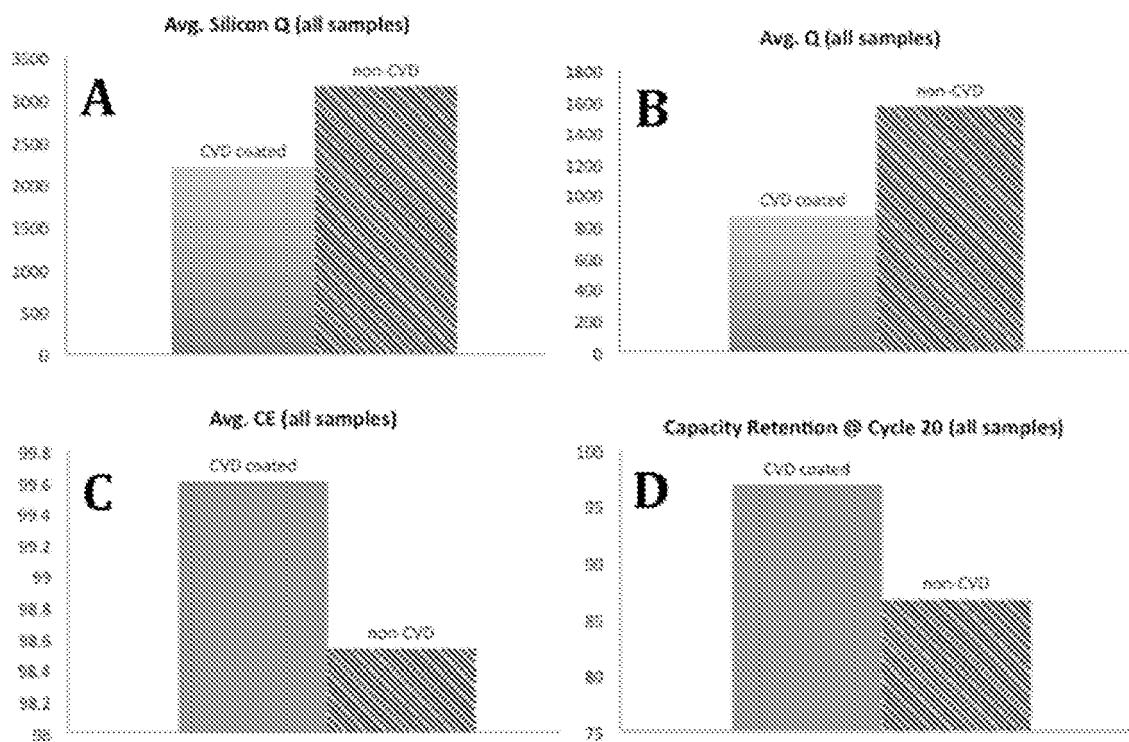 Avg. Silicon Q (all samples)
3500
3000
2500
2000
1500
1000
500
0
A
CVD coated
non-CVD
Avg. Q (all samples)
1800
1600
1400
1200
1000
800
600
400
200
0
B
CVD coated
non-CVD
Avg. CE (all samples)
99.8
99.6
99.4
99.2
99
98.8
98.6
98.4
98.2
98
C
CVD coated
non-CVD
Capacity Retention @ Cycle 20 (all samples)
100
95
90
85
80
75
D
CVD coated
non-CVD